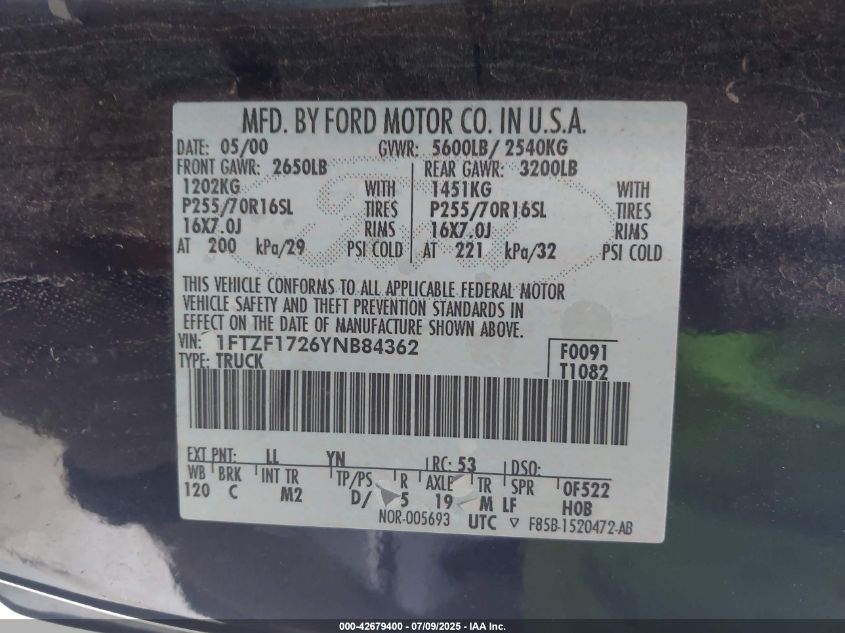 MFD. BY FORD MOTOR CO. IN U.S.A.
DATE: 05/00 GVWR: 5600LB/ 2540KG
FRONT GAWR: 2650LB REAR GAWR: 3200LB
1202KG WITH 1451KG WITH
P255/70R16SL TIRES P255/70R16SL TIRES
16X7.0J RIMS 16X7.0J RIMS
AT 200 kPa/29 PSI COLD AT 221 kPa/32 PSI COLD
THIS VEHICLE CONFORMS TO ALL APPLICABLE FEDERAL MOTOR
VEHICLE SAFETY AND THEFT PREVENTION STANDARDS IN
EFFECT ON THE DATE OF MANUFACTURE SHOWN ABOVE.
VIN: 1FTZF1726YNB84362 F0091
TYPE: TRUCK T1082
EXT PNT: LL YN RC: 53 DSO:
WB BRK INT TR TP/PS R AXLE TR SPR 0F522
120 C M2 D/ 5 19 M LF HOB
NOR-005693 UTC ▽ F85B-1520472-AB
000-42679400 - 07/09/2025 - IAA Inc.